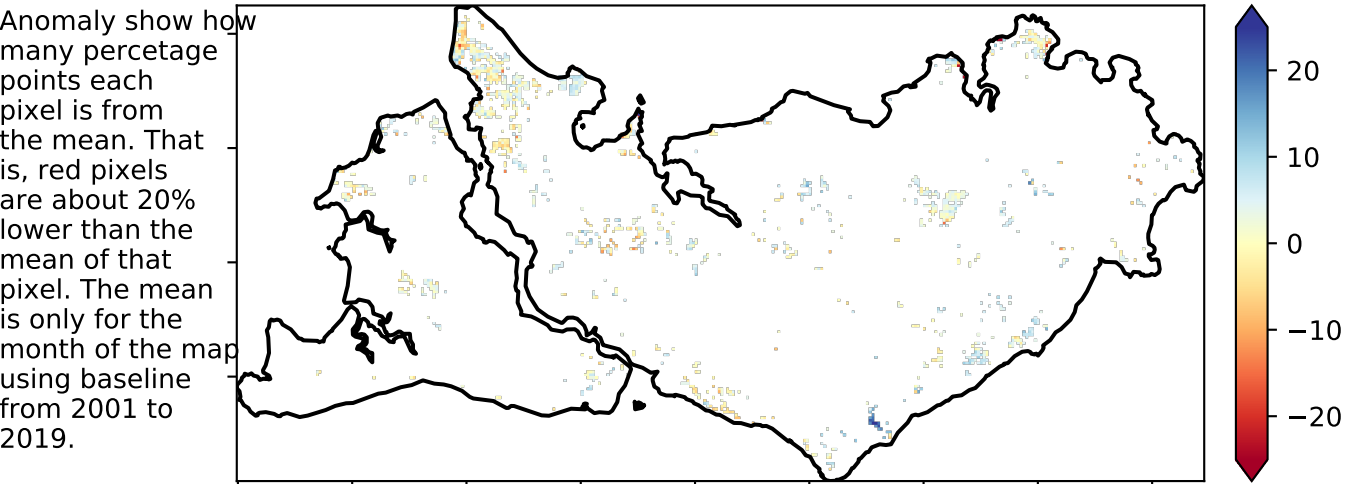 Anomaly show how
many percetage
points each
pixel is from
the mean. That
is, red pixels
are about 20%
lower than the
mean of that
pixel. The mean
is only for the
month of the map
using baseline
from 2001 to
2019.
20
10
0
−10
−20